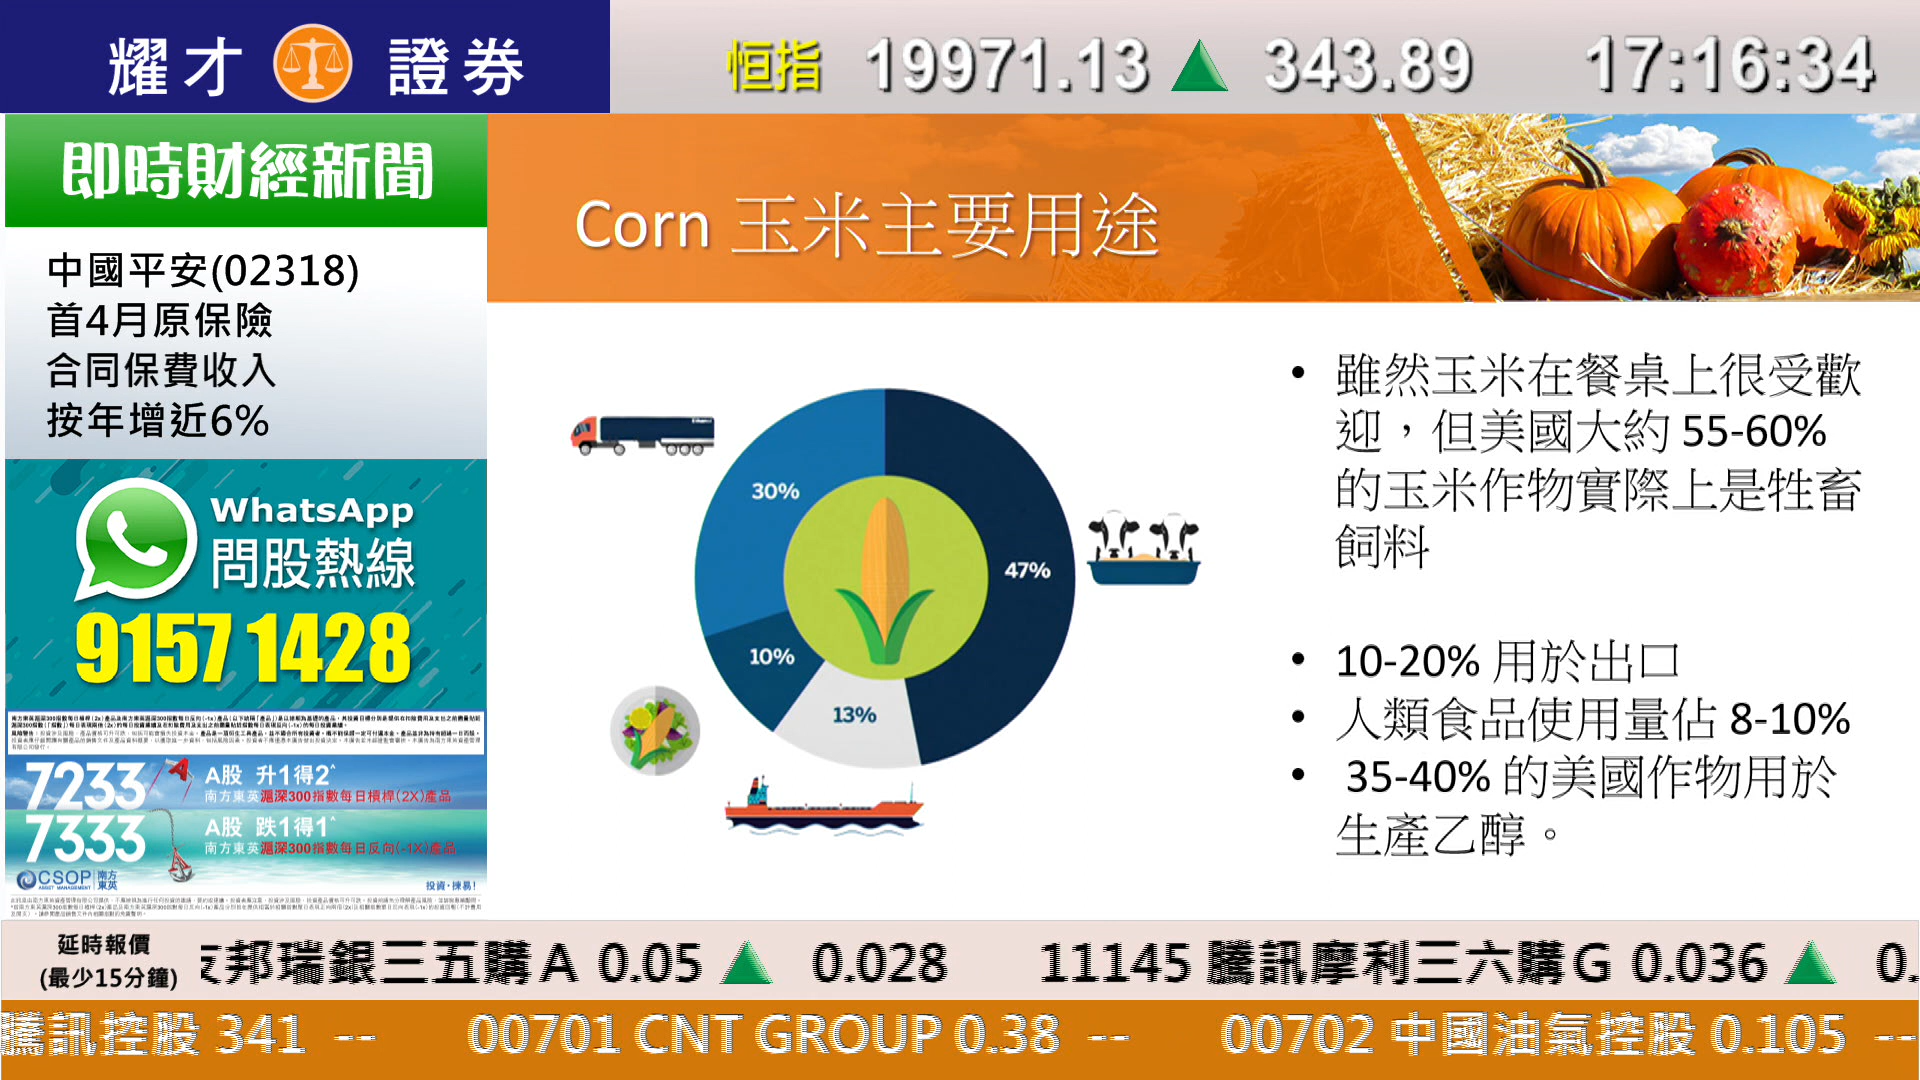 耀才 證券
恒指 19971.13 ▲ 343.89 17:16:34
即時財經新聞
中國平安(02318)
首4月原保險
合同保費收入
按年增近6%
WhatsApp
問股熱線
9157 1428
7233
A股 升1得2^
南方東英滬深300指數每日槓桿(2X)產品
7333
A股 跌1得1^
南方東英滬深300指數每日反向(-1X)產品
CSOP 南方東英
ASSET MANAGEMENT
投資·揀易!
Corn 玉米主要用途
30%
47%
10%
13%
• 雖然玉米在餐桌上很受歡
迎，但美國大約 55-60%
的玉米作物實際上是牲畜
飼料
• 10-20% 用於出口
• 人類食品使用量佔 8-10%
• 35-40% 的美國作物用於
生產乙醇。
延時報價
(最少15分鐘)
友邦瑞銀三五購A 0.05 ▲ 0.028 11145 騰訊摩利三六購G 0.036 ▲ 0.
騰訊控股 341 -- 00701 CNT GROUP 0.38 -- 00702 中國油氣控股 0.105 --